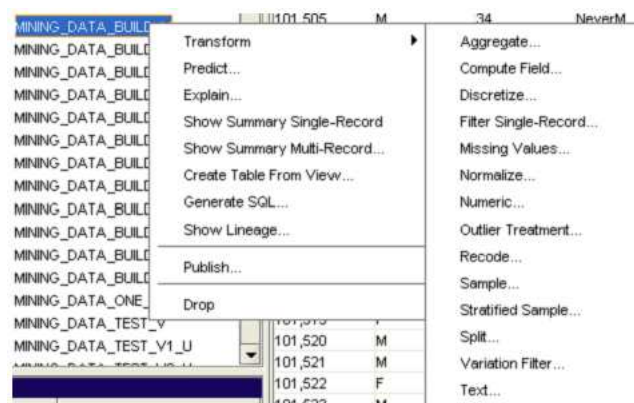 MINING_DATA_BUILD
MINING_DATA_BUILD
MINING_DATA_BUILD
MINING_DATA_BUILD
MINING_DATA_BUILD
MINING_DATA_BUILD
MINING_DATA_BUILD
MINING_DATA_BUILD
MINING_DATA_BUILD
MINING_DATA_BUILD
MINING_DATA_BUILD
MINING_DATA_BUILD
MINING_DATA_ONE_
MINING_DATA_TEST_V
MINING_DATA_TEST_V1_U
Transform
Predict...
Explain...
Show Summary Single-Record
Show Summary Multi-Record...
Create Table From View...
Generate SQL...
Show Lineage...
Publish...
Drop
101,505 M 34 NeverM
101,520 M
101,521 M
101,522 F
Aggregate...
Compute Field...
Discretize...
Filter Single-Record...
Missing Values...
Normalize...
Numeric...
Outlier Treatment...
Recode...
Sample...
Stratified Sample...
Split...
Variation Filter...
Text...